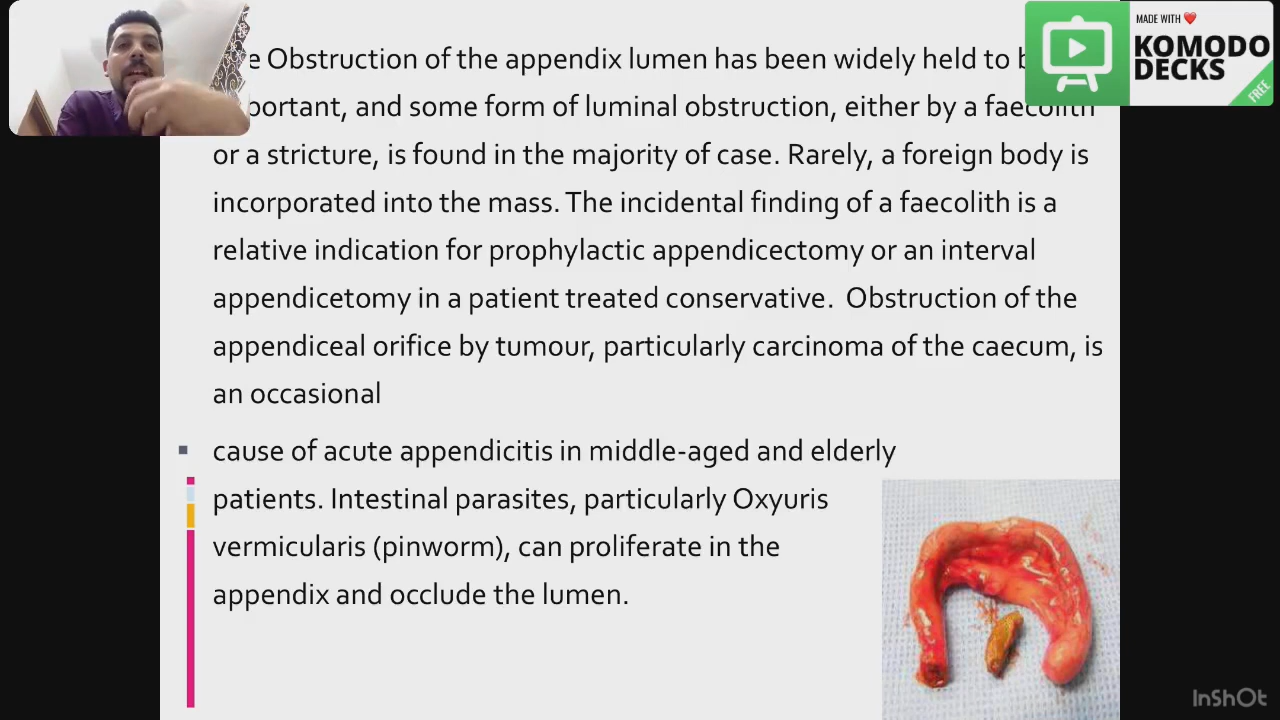 Obstruction of the appendix lumen has been widely held to
and some form of luminal obstruction, either by a faecolith
or a stricture, is found in the majority of case. Rarely, a foreign body is
incorporated into the mass. The incidental finding of a faecolith is a
relative indication for prophylactic appendicectomy or an interval
appendicetomy in a patient treated conservative. Obstruction of the
appendiceal orifice by tumour, particularly carcinoma of the caecum, is
an occasional
cause of acute appendicitis in middle-aged and elderly
patients. Intestinal parasites, particularly Oxyuris
vermicularis (pinworm), can proliferate in the
appendix and occlude the lumen.
MADE WITH
KOMODO
DECKS
FREE
InShOt